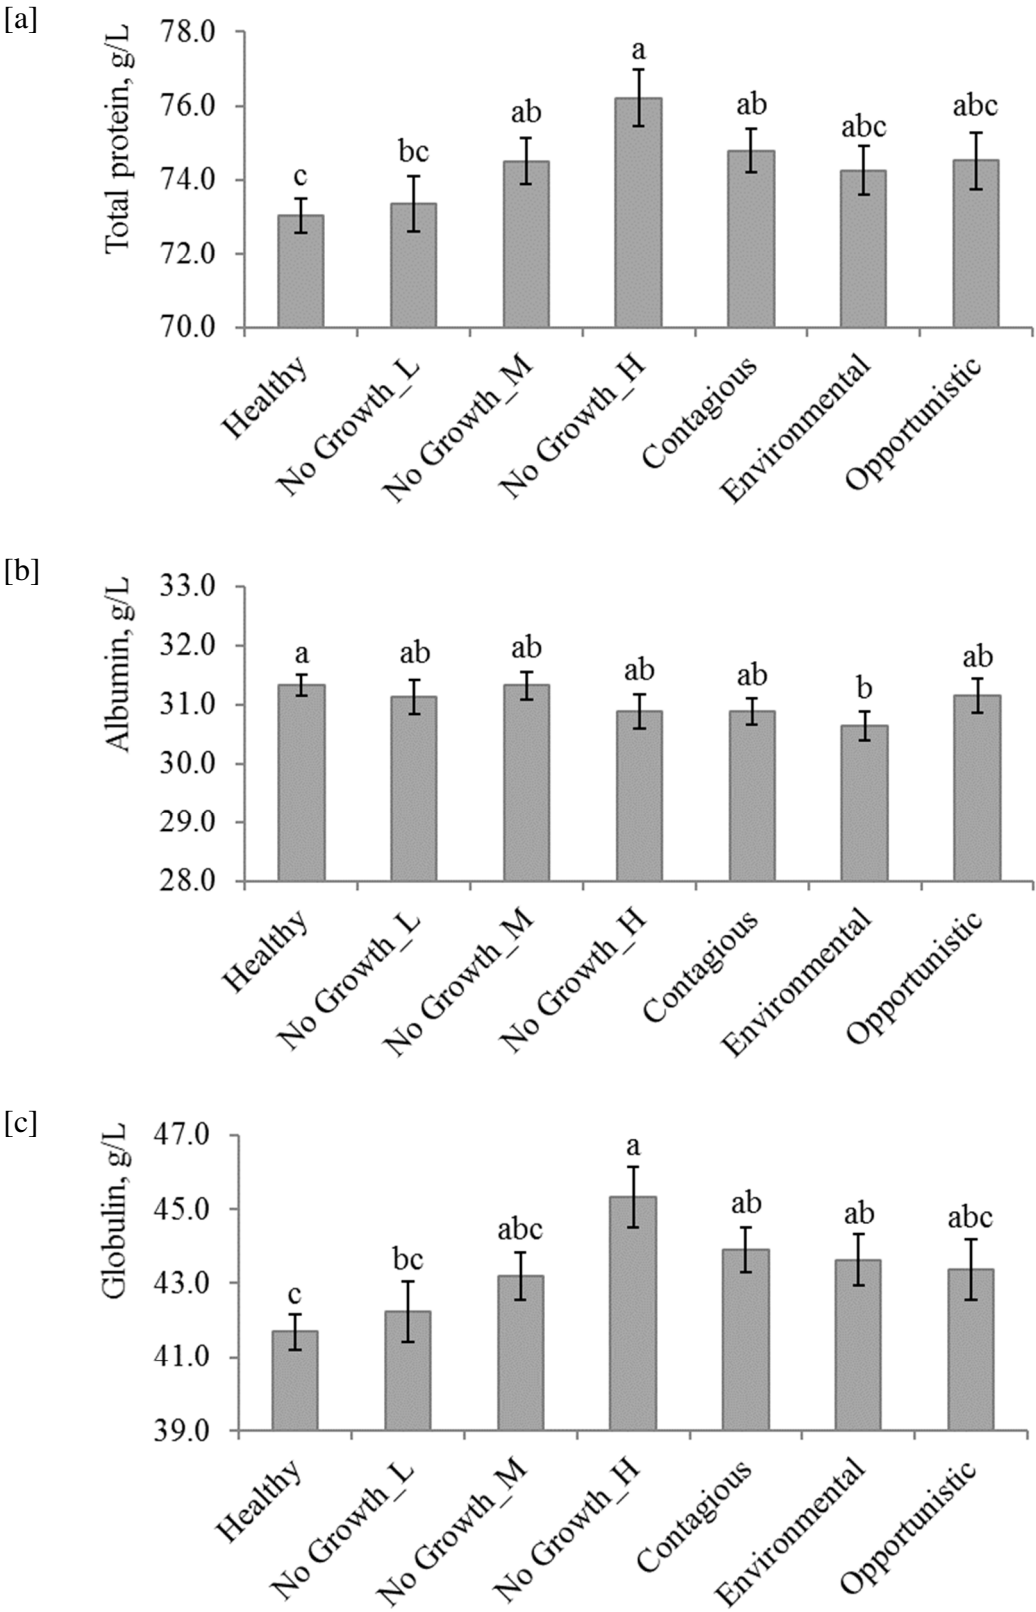 [a]
Total protein, g/L
78.0
76.0
74.0
72.0
70.0
c
bc
ab
a
ab
abc
abc
Healthy
No Growth_L
No Growth_M
No Growth_H
Contagious
Environmental
Opportunistic
[b]
Albumin, g/L
33.0
32.0
31.0
30.0
29.0
28.0
a
ab
ab
ab
ab
b
ab
Healthy
No Growth_L
No Growth_M
No Growth_H
Contagious
Environmental
Opportunistic
[c]
Globulin, g/L
47.0
45.0
43.0
41.0
39.0
c
bc
abc
a
ab
ab
abc
Healthy
No Growth_L
No Growth_M
No Growth_H
Contagious
Environmental
Opportunistic